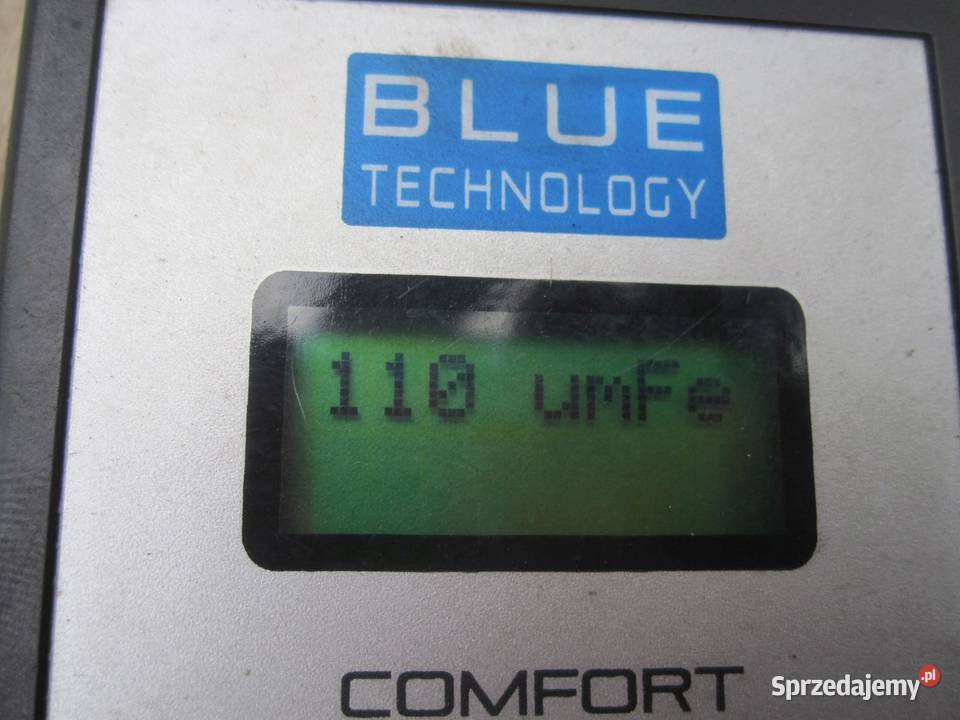 BLUE
TECHNOLOGY
110 umFe
COMFORT
Sprzedajemy.pl